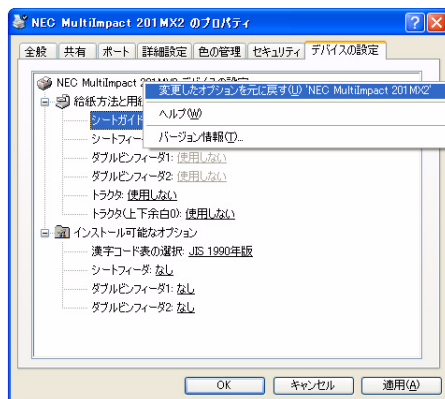 NEC MultiImpact 201MX2 のプロパティ
全般 共有 ポート 詳細設定 色の管理 セキュリティ デバイスの設定
NEC MultiImpact 201MX2 デバイスの設定
変更したオプションを元に戻す(U) 'NEC MultiImpact 201MX2'
給紙方法と用紙
シートガイド
ヘルプ(W)
シートフィー
バージョン情報(T)...
ダブルビンフィーダ1: 使用しない
ダブルビンフィーダ2: 使用しない
トラクタ: 使用しない
トラクタ(上下余白0): 使用しない
インストール可能なオプション
漢字コード表の選択: JIS 1990年版
シートフィーダ: なし
ダブルビンフィーダ1: なし
ダブルビンフィーダ2: なし
OK キャンセル 適用(A)